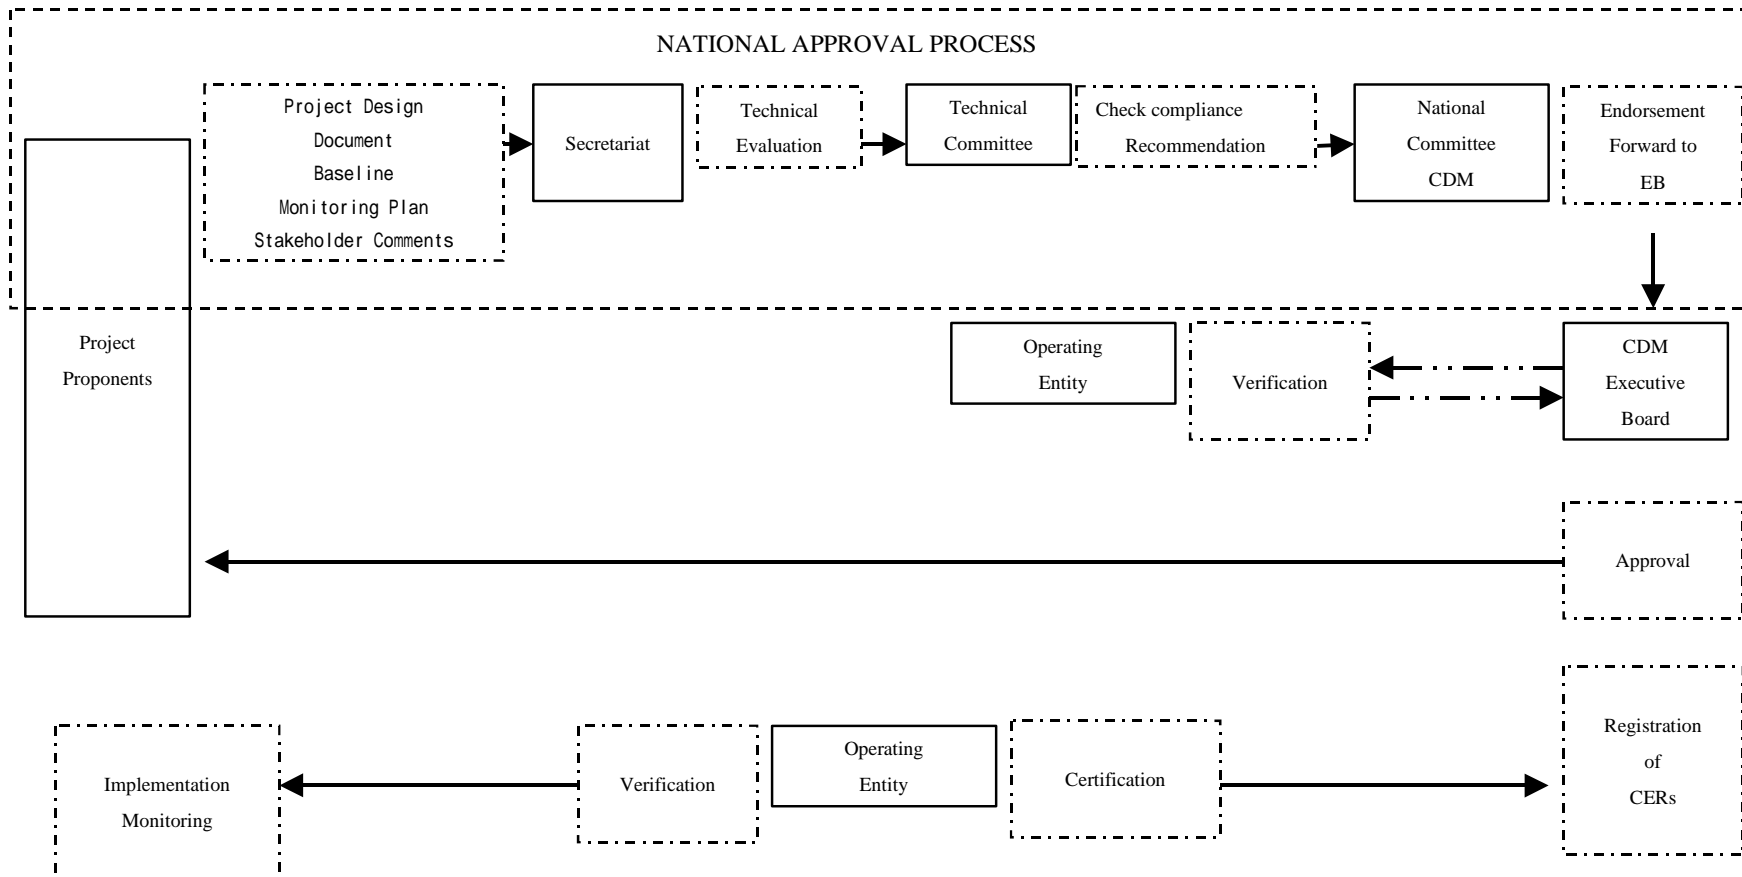 NATIONAL APPROVAL PROCESS
Project Design
Document
Baseline
Monitoring Plan
Stakeholder Comments
Secretariat
Technical
Evaluation
Technical
Committee
Check compliance
Recommendation
National
Committee
CDM
Endorsement
Forward to
EB
Project
Proponents
Operating
Entity
Verification
CDM
Executive
Board
Approval
Implementation
Monitoring
Verification
Operating
Entity
Certification
Registration
of
CERs